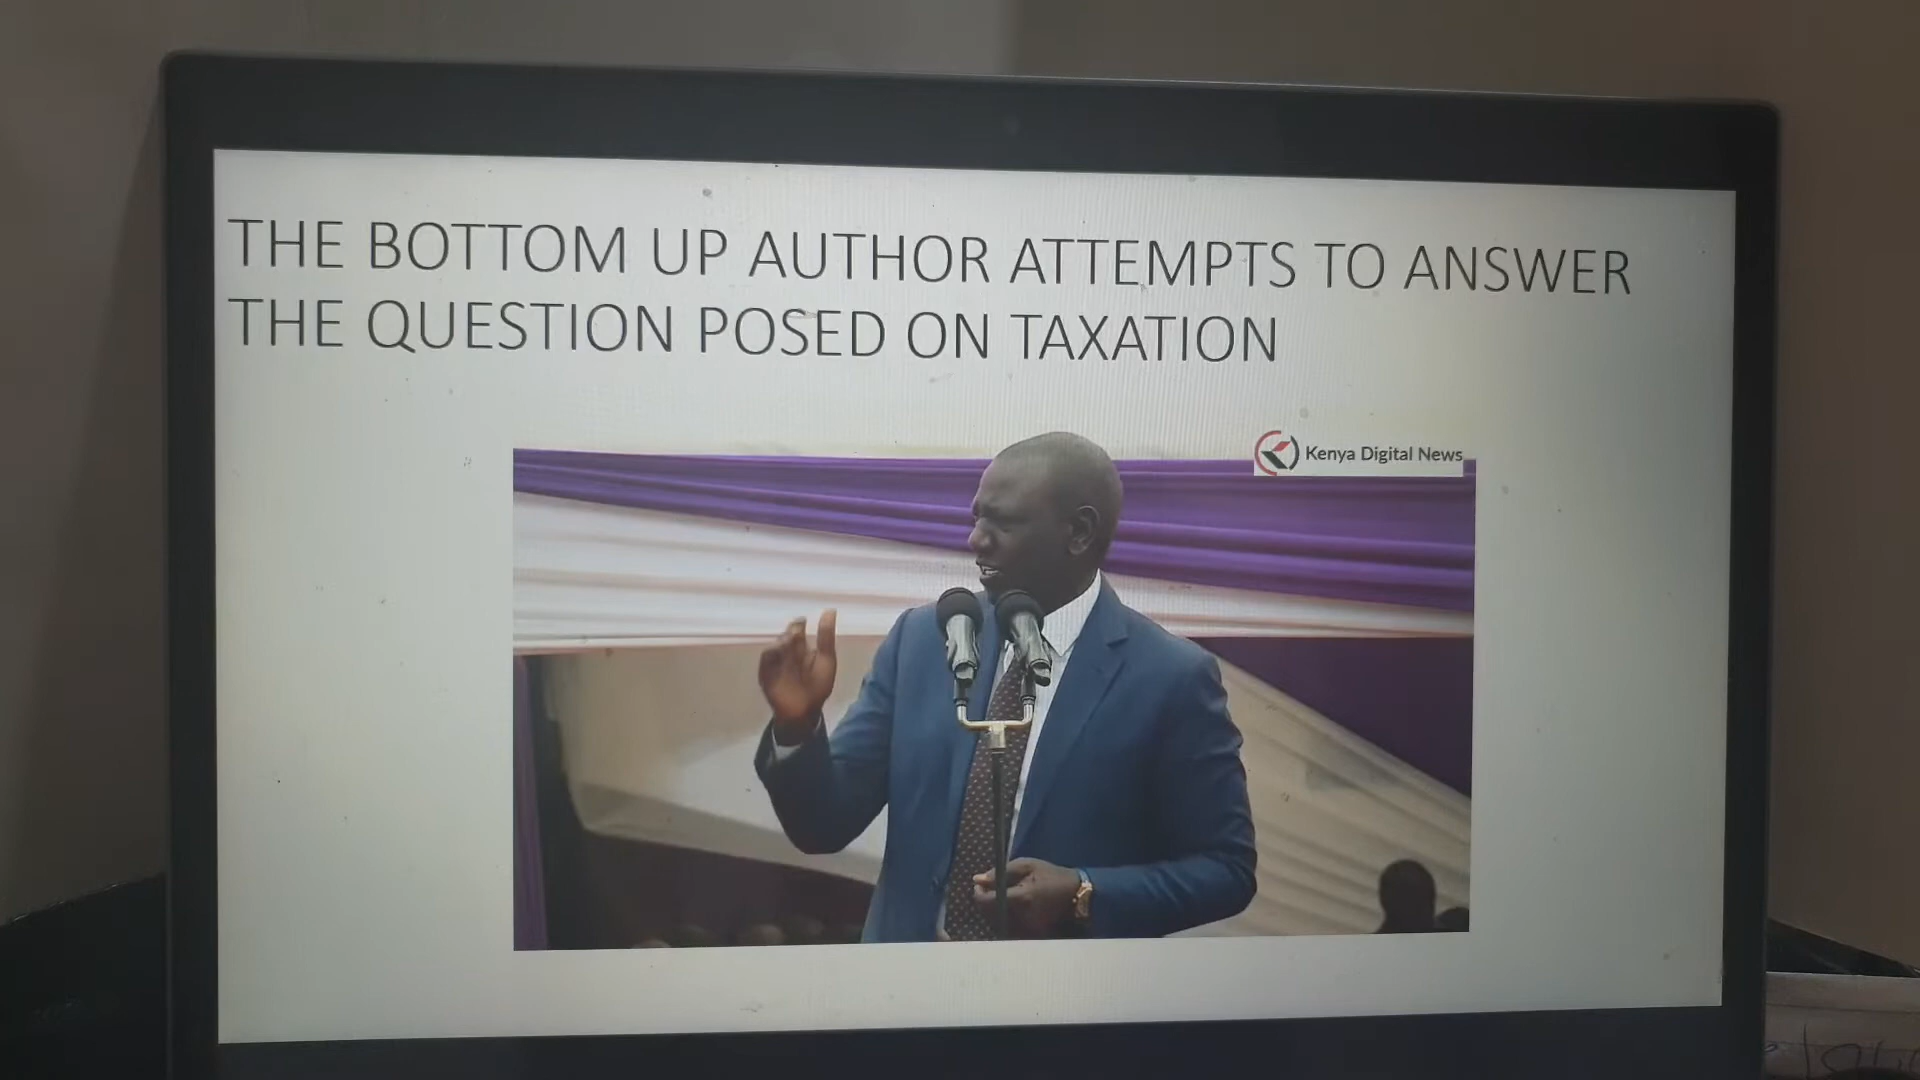 THE BOTTOM UP AUTHOR ATTEMPTS TO ANSWER
THE QUESTION POSED ON TAXATION
Kenya Digital News